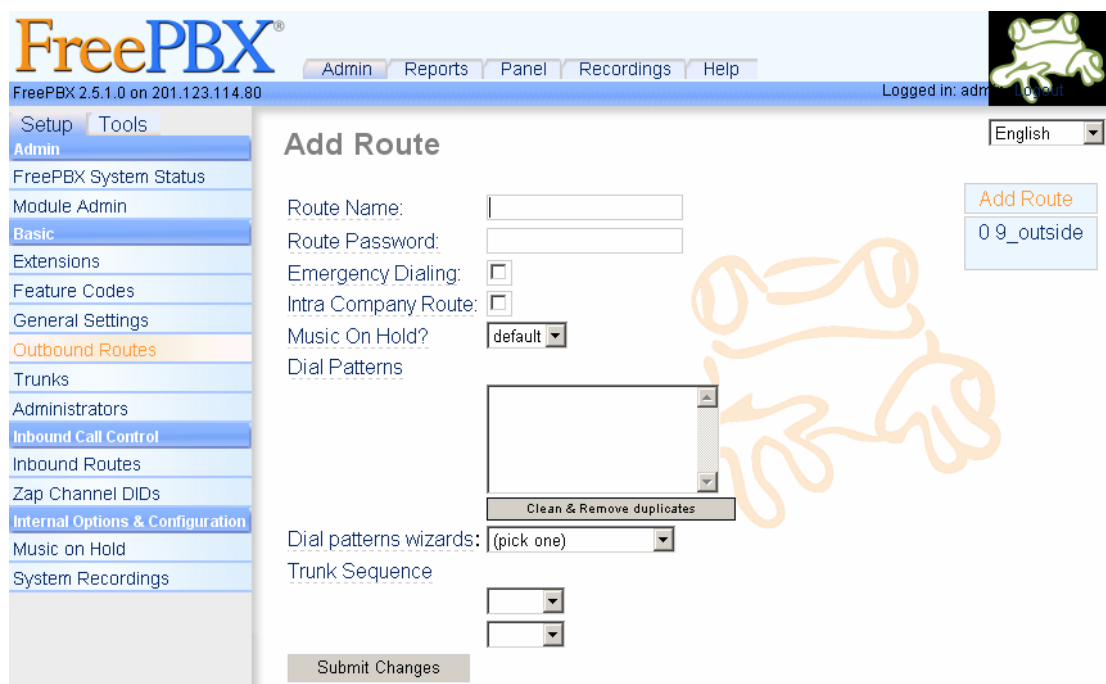 FreePBX®
Admin Reports Panel Recordings Help
FreePBX 2.5.1.0 on 201.123.114.80
Logged in: adm Logout
Setup Tools
English
Admin
FreePBX System Status
Module Admin
Basic
Extensions
Feature Codes
General Settings
Outbound Routes
Trunks
Administrators
Inbound Call Control
Inbound Routes
Zap Channel DIDs
Internal Options & Configuration
Music on Hold
System Recordings
Add Route
Route Name:
Route Password:
Emergency Dialing:
Intra Company Route:
Music On Hold? default
Dial Patterns
Clean & Remove duplicates
Dial patterns wizards: (pick one)
Trunk Sequence
Submit Changes
Add Route
0 9_outside